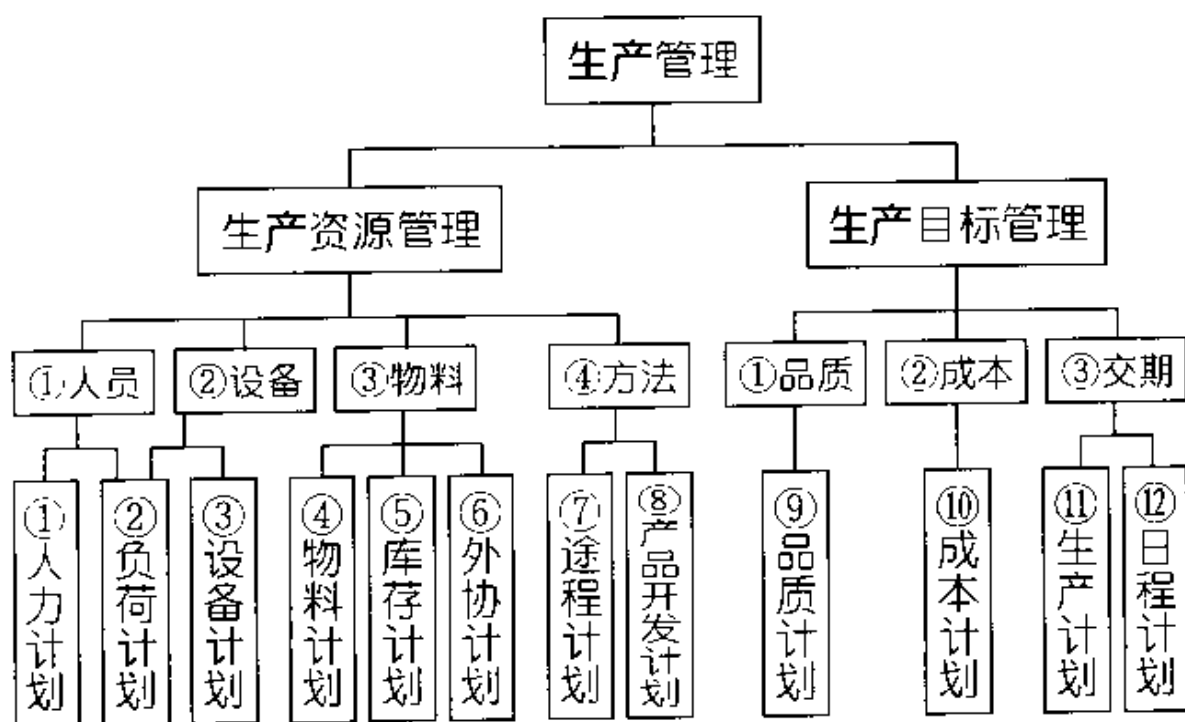 生产管理
生产资源管理
生产目标管理
①人员
②设备
③物料
④方法
①品质
②成本
③交期
①人力计划
②负荷计划
③设备计划
④物料计划
⑤库荐计划
⑥外协计划
⑦途程计划
⑧产品开发计划
⑨品质计划
⑩成本计划
⑪生产计划
⑫日程计划